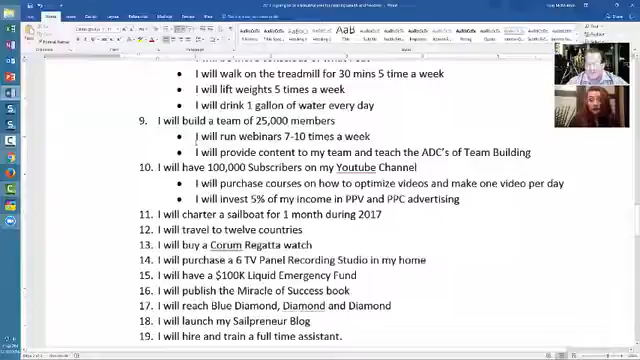 I will walk on the treadmill for 30 mins 5 time a week
I will lift weights 5 times a week
I will drink 1 gallon of water every day
9. I will build a team of 25,000 members
I will run webinars 7-10 times a week
I will provide content to my team and teach the ADC's of Team Building
10. I will have 100,000 Subscribers on my Youtube Channel
I will purchase courses on how to optimize videos and make one video per day
I will invest 5% of my income in PPV and PPC advertising
11. I will charter a sailboat for 1 month during 2017
12. I will travel to twelve countries
13. I will buy a Corum Regatta watch
14. I will purchase a 6 TV Panel Recording Studio in my home
15. I will have a $100K Liquid Emergency Fund
16. I will publish the Miracle of Success book
17. I will reach Blue Diamond, Diamond and Diamond
18. I will launch my Sailpreneur Blog
19. I will hire and train a full time assistant.